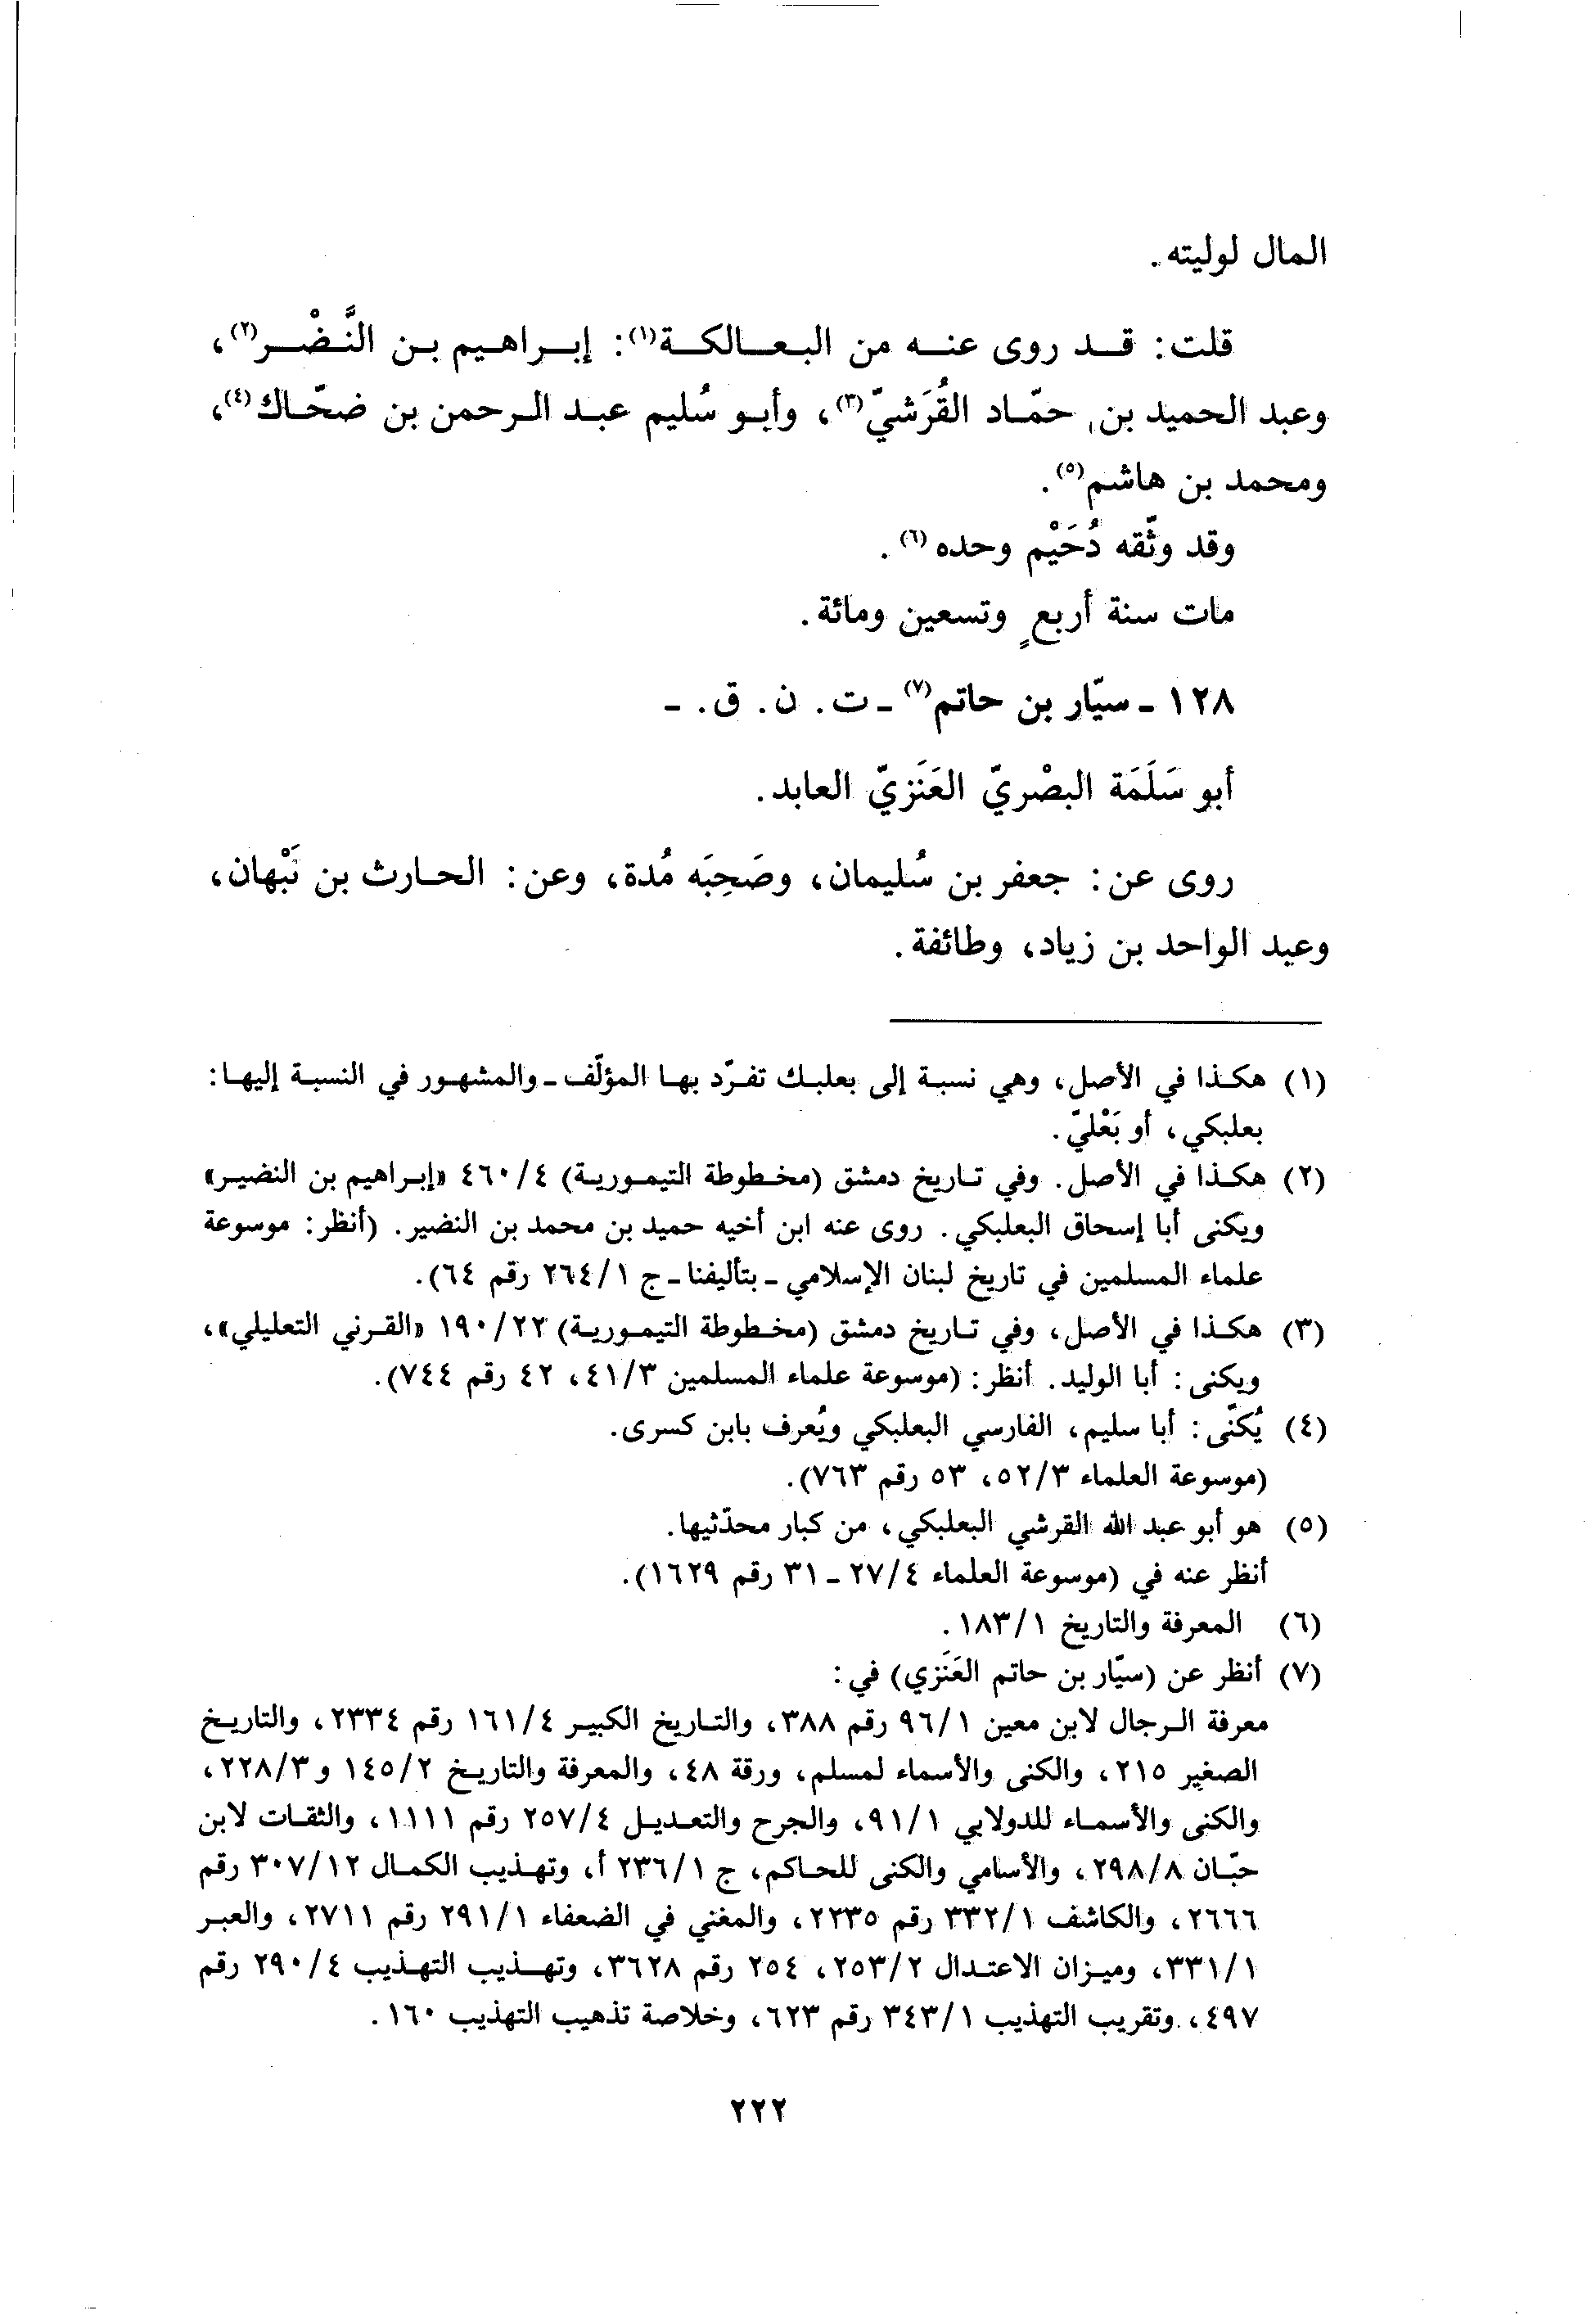 المال لوليته.
قلت: قد روى عنه من البعالكة(١): إبراهيم بن النَّضْر(٢)،
وعبد الحميد بن حمّاد القُرَشيّ(٣)، وأبو سُليم عبد الرحمن بن ضحّاك(٤)،
ومحمد بن هاشم(٥).
وقد وثّقه دُحَيْم وحده(٦).
مات سنة أربعٍ وتسعين ومائة.
١٢٨ ـ سيّار بن حاتم(٧) ـ ت. ن. ق. ـ
أبو سَلَمَة البصْريّ العَنَزيّ العابد.
روى عن: جعفر بن سُليمان، وصَحِبَه مُدة، وعن: الحارث بن نَبْهان،
وعبد الواحد بن زياد، وطائفة.
(١) هكذا في الأصل، وهي نسبة إلى بعلبك تفرّد بها المؤلّف ـ والمشهور في النسبة إليها:
بعلبكي، أو بَعْليّ.
(٢) هكذا في الأصل. وفي تاريخ دمشق (مخطوطة التيمورية) ٤/ ٤٦٠ «إبراهيم بن النضير»
ويكنى أبا إسحاق البعلبكي. روى عنه ابن أخيه حميد بن محمد بن النضير. (أنظر: موسوعة
علماء المسلمين في تاريخ لبنان الإسلامي ـ بتأليفنا ـ ج ١/ ٢٦٤ رقم ٦٤).
(٣) هكذا في الأصل، وفي تاريخ دمشق (مخطوطة التيمورية) ٢٢/ ١٩٠ «القرني التعليلي»،
ويكنى: أبا الوليد. أنظر: (موسوعة علماء المسلمين ٣/ ٤١، ٤٢ رقم ٧٤٤).
(٤) يُكنّى: أبا سليم، الفارسي البعلبكي ويُعرف بابن كسرى.
(موسوعة العلماء ٣/ ٥٢، ٥٣ رقم ٧٦٣).
(٥) هو أبو عبد الله القرشي البعلبكي، من كبار محدّثيها.
أنظر عنه في (موسوعة العلماء ٤/ ٢٧ ـ ٣١ رقم ١٦٢٩).
(٦) المعرفة والتاريخ ١/ ١٨٣.
(٧) أنظر عن (سيّار بن حاتم العَنَزي) في:
معرفة الرجال لابن معين ١/ ٩٦ رقم ٣٨٨، والتاريخ الكبير ٤/ ١٦١ رقم ٢٣٣٤، والتاريخ
الصغير ٢١٥، والكنى والأسماء لمسلم، ورقة ٤٨، والمعرفة والتاريخ ٢/ ١٤٥ و٣/ ٢٢٨،
والكنى والأسماء للدولابي ١/ ٩١، والجرح والتعديل ٤/ ٢٥٧ رقم ١١١١، والثقات لابن
حبّان ٨/ ٢٩٨، والأسامي والكنى للحاكم، ج ١/ ٢٣٦ أ، وتهذيب الكمال ١٢/ ٣٠٧ رقم
٢٦٦٦، والكاشف ١/ ٣٣٢ رقم ٢٢٣٥، والمغني في الضعفاء ١/ ٢٩١ رقم ٢٧١١، والعبر
١/ ٣٣١، وميزان الاعتدال ٢/ ٢٥٣، ٢٥٤ رقم ٣٦٢٨، وتهذيب التهذيب ٤/ ٢٩٠ رقم
٤٩٧، وتقريب التهذيب ١/ ٣٤٣ رقم ٦٢٣، وخلاصة تذهيب التهذيب ١٦٠.
٢٢٢